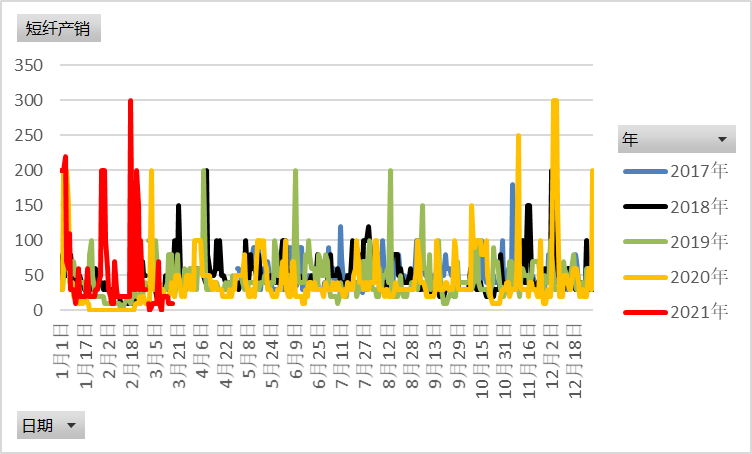 短纤产销
350
300
250
200
150
100
50
0
1月1日
1月17日
2月2日
2月18日
3月5日
3月21日
4月6日
4月22日
5月8日
5月24日
6月9日
6月25日
7月11日
7月27日
8月12日
8月28日
9月13日
9月29日
10月15日
10月31日
11月16日
12月2日
12月18日
年
2017年
2018年
2019年
2020年
2021年
日期